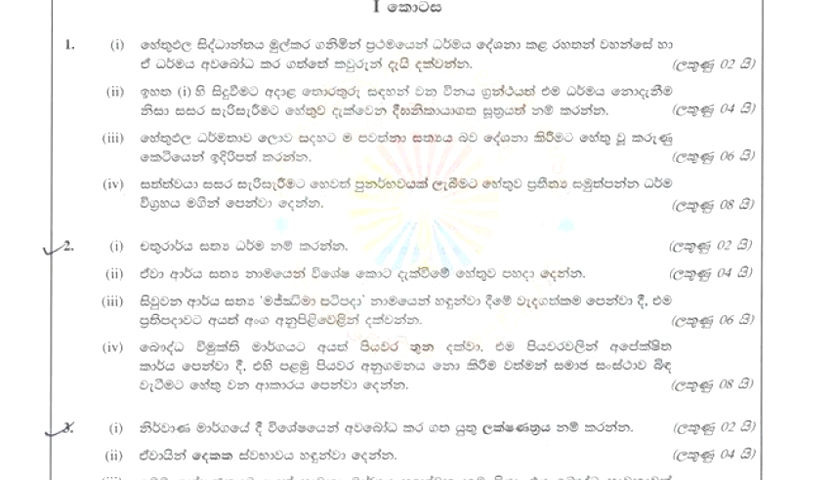 I කොටස
1. (i) හේතුඵල සිද්ධාන්තය මුල්කර ගනිමින් ප්‍රථමයෙන් ධර්මය දේශනා කළ රහතන් වහන්සේ හා
ඒ ධර්මය අවබෝධ කර ගත්තේ කවුරුන් දැයි දක්වන්න. (ලකුණු 02 යි)
(ii) ඉහත (i) හි සිදුවීමට අදාළ තොරතුරු සඳහන් වන විනය ග්‍රන්ථයත් එම ධර්මය නොදැනීම
නිසා සසර සැරිසැරීමට හේතුව දැක්වෙන දීඝනිකායාගත සූත්‍රයත් නම් කරන්න. (ලකුණු 04 යි)
(iii) හේතුඵල ධර්මතාව ලොව සදහට ම පවත්නා සත්‍යය බව දේශනා කිරීමට හේතු වූ කරුණු
කෙටියෙන් ඉදිරිපත් කරන්න. (ලකුණු 06 යි)
(iv) සත්ත්වයා සසර සැරිසැරීමට හෙවත් පුනර්භවයක් ලැබීමට හේතුව ප්‍රතීත්‍ය සමුත්පන්න ධර්ම
විග්‍රහය මගින් පෙන්වා දෙන්න. (ලකුණු 08 යි)
2. (i) චතුරාර්ය සත්‍ය ධර්ම නම් කරන්න. (ලකුණු 02 යි)
(ii) ඒවා ආර්ය සත්‍ය නාමයෙන් විශේෂ කොට දැක්වීමේ හේතුව පහදා දෙන්න. (ලකුණු 04 යි)
(iii) සිවුවන ආර්ය සත්‍ය 'මජ්ඣිමා පටිපදා' නාමයෙන් හඳුන්වා දීමේ වැදගත්කම පෙන්වා දී, එම
ප්‍රතිපදාවට අයත් අංග අනුපිළිවෙළින් දක්වන්න. (ලකුණු 06 යි)
(iv) බෞද්ධ විමුක්ති මාර්ගයට අයත් පියවර තුන දක්වා, එම පියවරවලින් අපේක්ෂිත
කාර්ය පෙන්වා දී, එහි පළමු පියවර අනුගමනය නො කිරීම වත්මන් සමාජ සංස්ථාව බිඳ
වැටීමට හේතු වන ආකාරය පෙන්වා දෙන්න. (ලකුණු 08 යි)
3. (i) නිර්වාණ මාර්ගයේ දී විශේෂයෙන් අවබෝධ කර ගත යුතු ලක්ෂණත්‍රය නම් කරන්න. (ලකුණු 02 යි)
(ii) ඒවායින් දෙකක ස්වභාවය හඳුන්වා දෙන්න. (ලකුණු 04 යි)